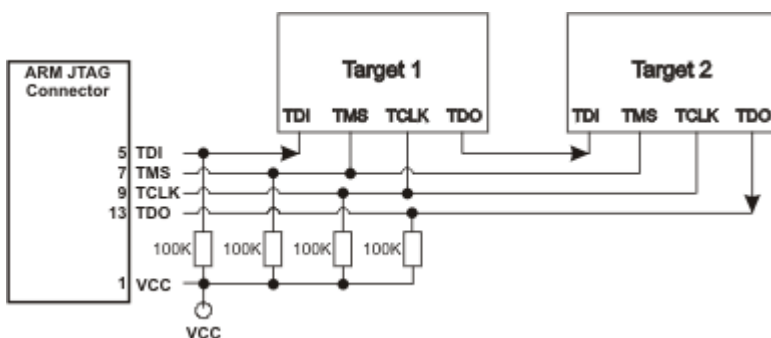 ARM JTAG
Connector
Target 1
TDI TMS TCLK TDO
Target 2
TDI TMS TCLK TDO
5 TDI
7 TMS
9 TCLK
13 TDO
100K 100K 100K 100K
1 VCC
VCC